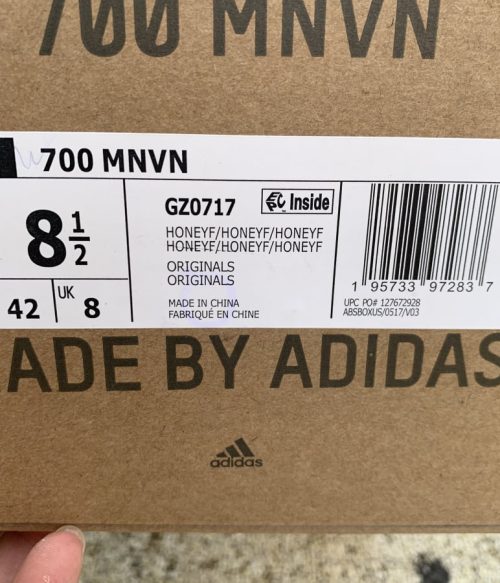 700 MNVN
700 MNVN
8 1/2
42
UK
8
GZ0717
Inside
HONEYF/HONEYF/HONEYF
HONEYF/HONEYF/HONEYF
ORIGINALS
ORIGINALS
MADE IN CHINA
FABRIQUÉ EN CHINE
1 95733 97283 7
UPC PO# 127672928
ABSBOXUS/0517/V03
ADE BY ADIDAS
adidas